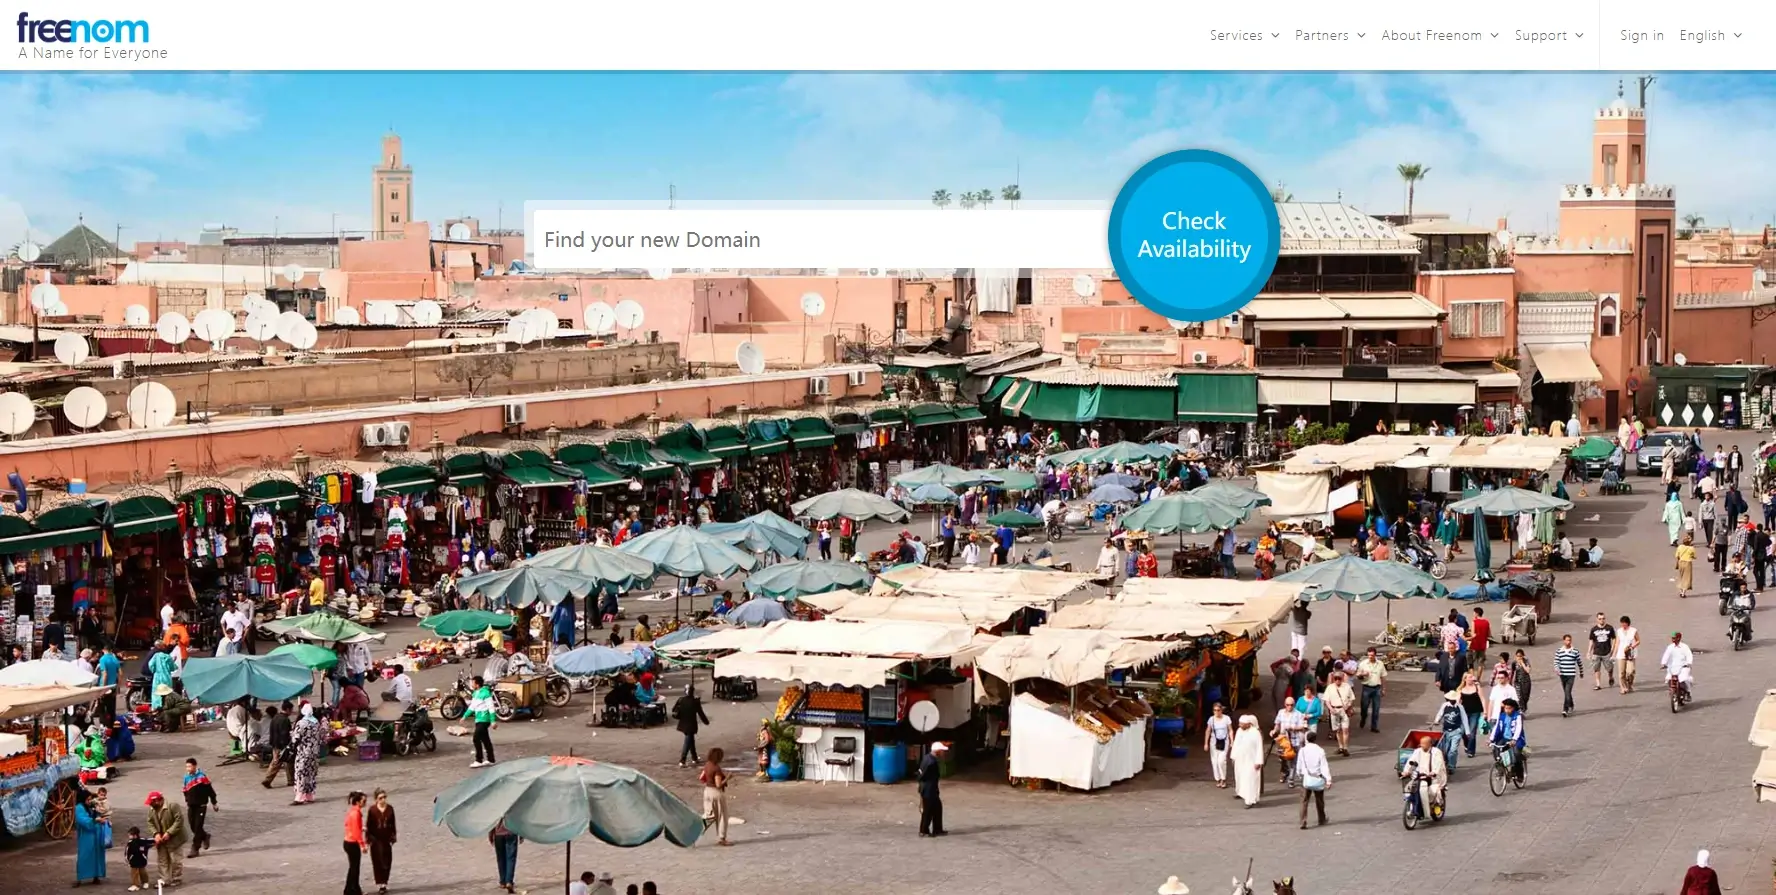 freenom
A Name for Everyone
Services
Partners
About Freenom
Support
Sign in
English
Find your new Domain
Check
Availability